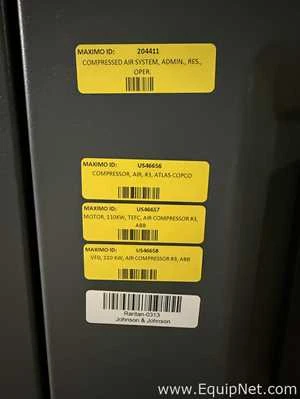 MAXIMO ID: 204411
COMPRESSED AIR SYSTEM, ADMIN., RES.,
OPER.
MAXIMO ID: US46656
COMPRESSOR, AIR, #3, ATLAS COPCO
MAXIMO ID: US46657
MOTOR, 110KW, TEFC, AIR COMPRESSOR #3,
ABB
MAXIMO ID: US46658
VFD, 110 KW, AIR COMPRESSOR #3, ABB
Raritan-0313
Johnson & Johnson
www.EquipNet.com